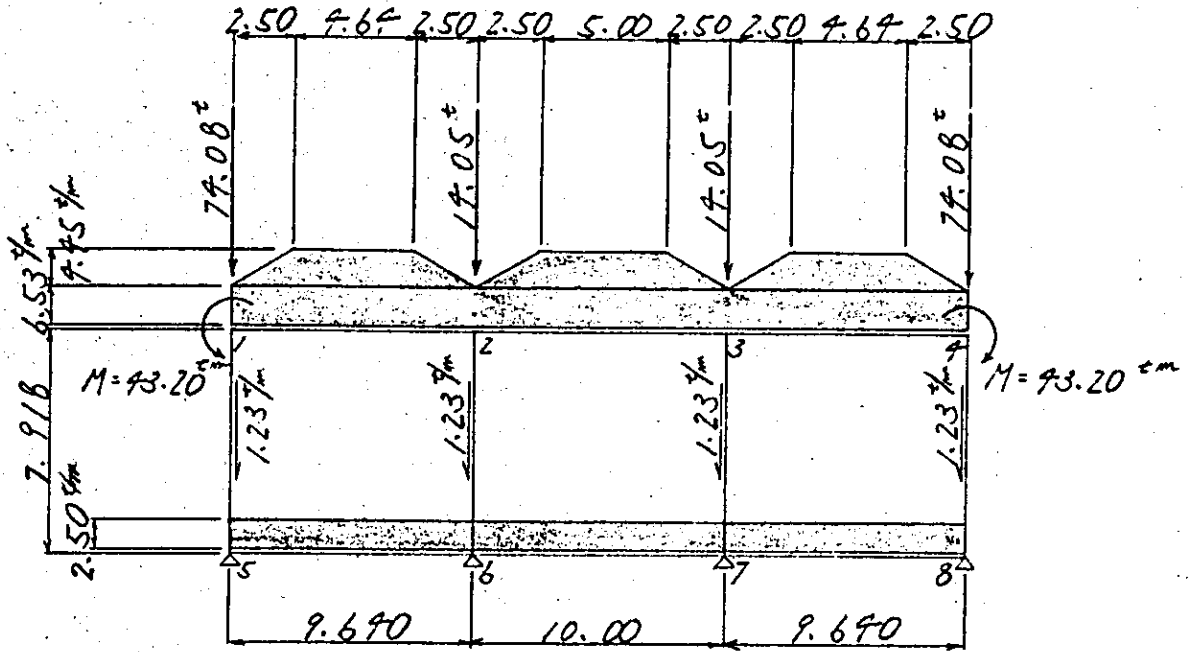 2.50 4.64 2.50 2.50 5.00 2.50 2.50 4.64 2.50
74.08t
14.05t
14.05t
74.08t
4.45t/m
6.53t/m
1 2 3 4
M=43.20tm
M=43.20tm
1.23t/m
1.23t/m
1.23t/m
1.23t/m
7.918
2.50t/m
5 6 7 8
9.640 10.00 9.640